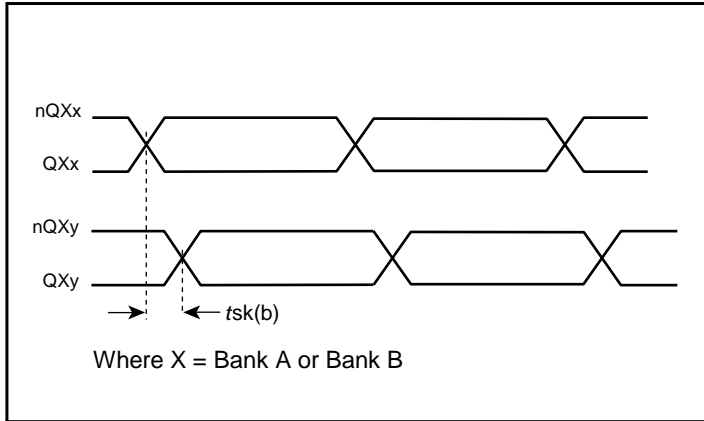 nQXx
QXx
nQXy
QXy
tsk(b)
Where X = Bank A or Bank B